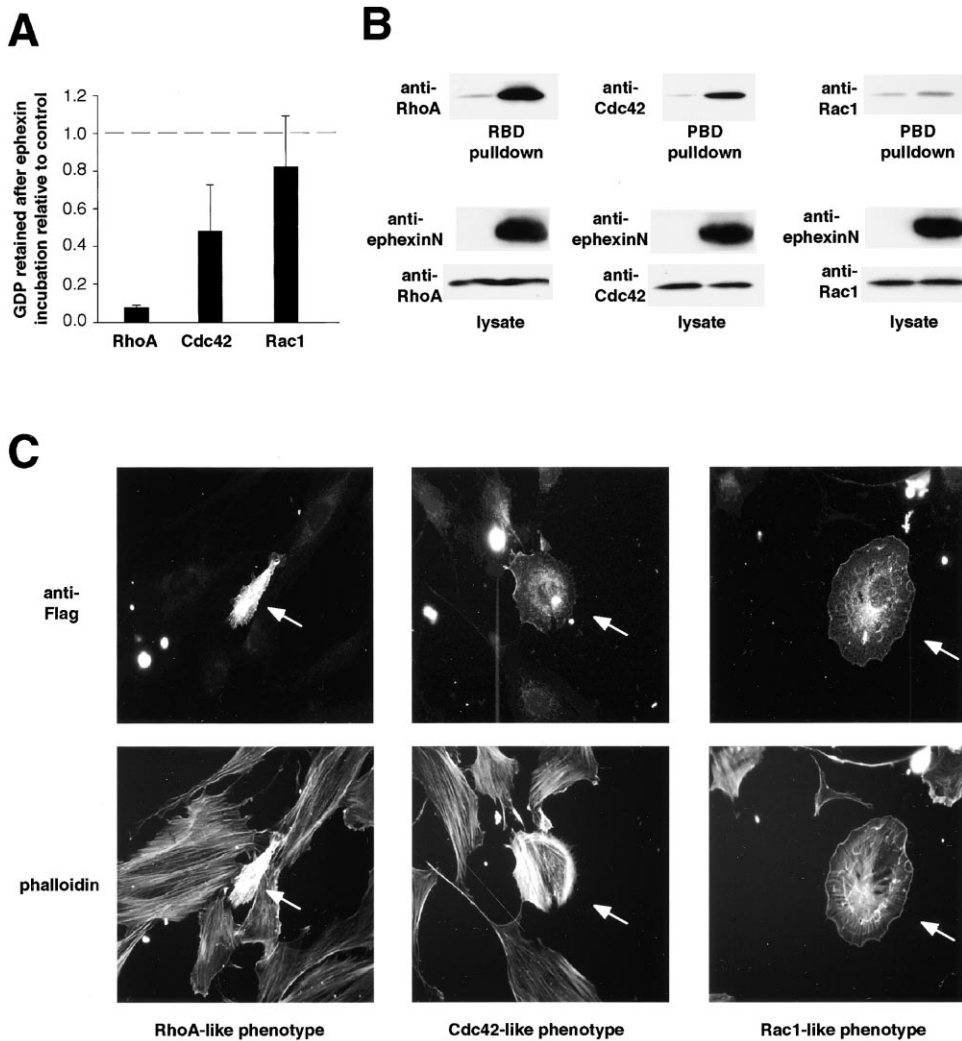 A
GDP retained after ephexin
incubation relative to control
1.2
1.0
0.8
0.6
0.4
0.2
0.0
RhoA Cdc42 Rac1
B
anti-
RhoA
RBD
pulldown
anti-
Cdc42
PBD
pulldown
anti-
Rac1
PBD
pulldown
anti-
ephexinN
anti-
RhoA
lysate
anti-
ephexinN
anti-
Cdc42
lysate
anti-
ephexinN
anti-
Rac1
lysate
C
anti-
Flag
phalloidin
RhoA-like phenotype
Cdc42-like phenotype
Rac1-like phenotype